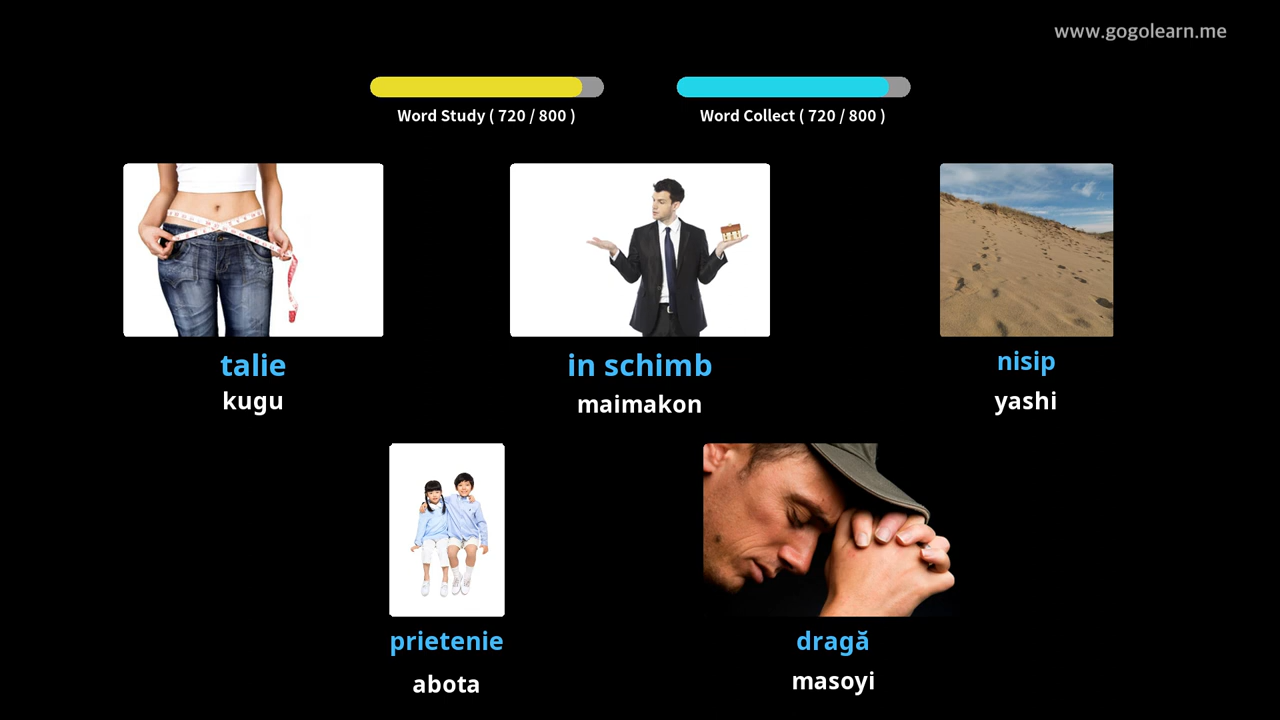 www.gogolearn.me
Word Study ( 720 / 800 )
Word Collect ( 720 / 800 )
talie
kugu
in schimb
maimakon
nisip
yashi
prietenie
abota
dragă
masoyi